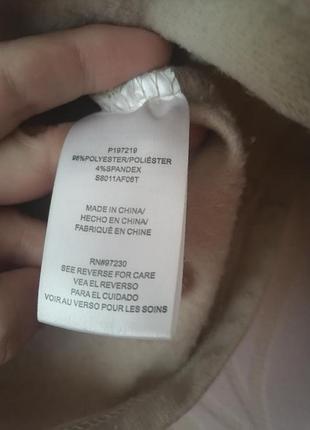 P197219
96%POLYESTER/POLIÉSTER
4%SPANDEX
S8011AF06T
MADE IN CHINA/
HECHO EN CHINA/
FABRIQUÉ EN CHINE
RN#97230
SEE REVERSE FOR CARE
VEA EL REVERSO
PARA EL CUIDADO
VOIR AU VERSO POUR LES SOINS